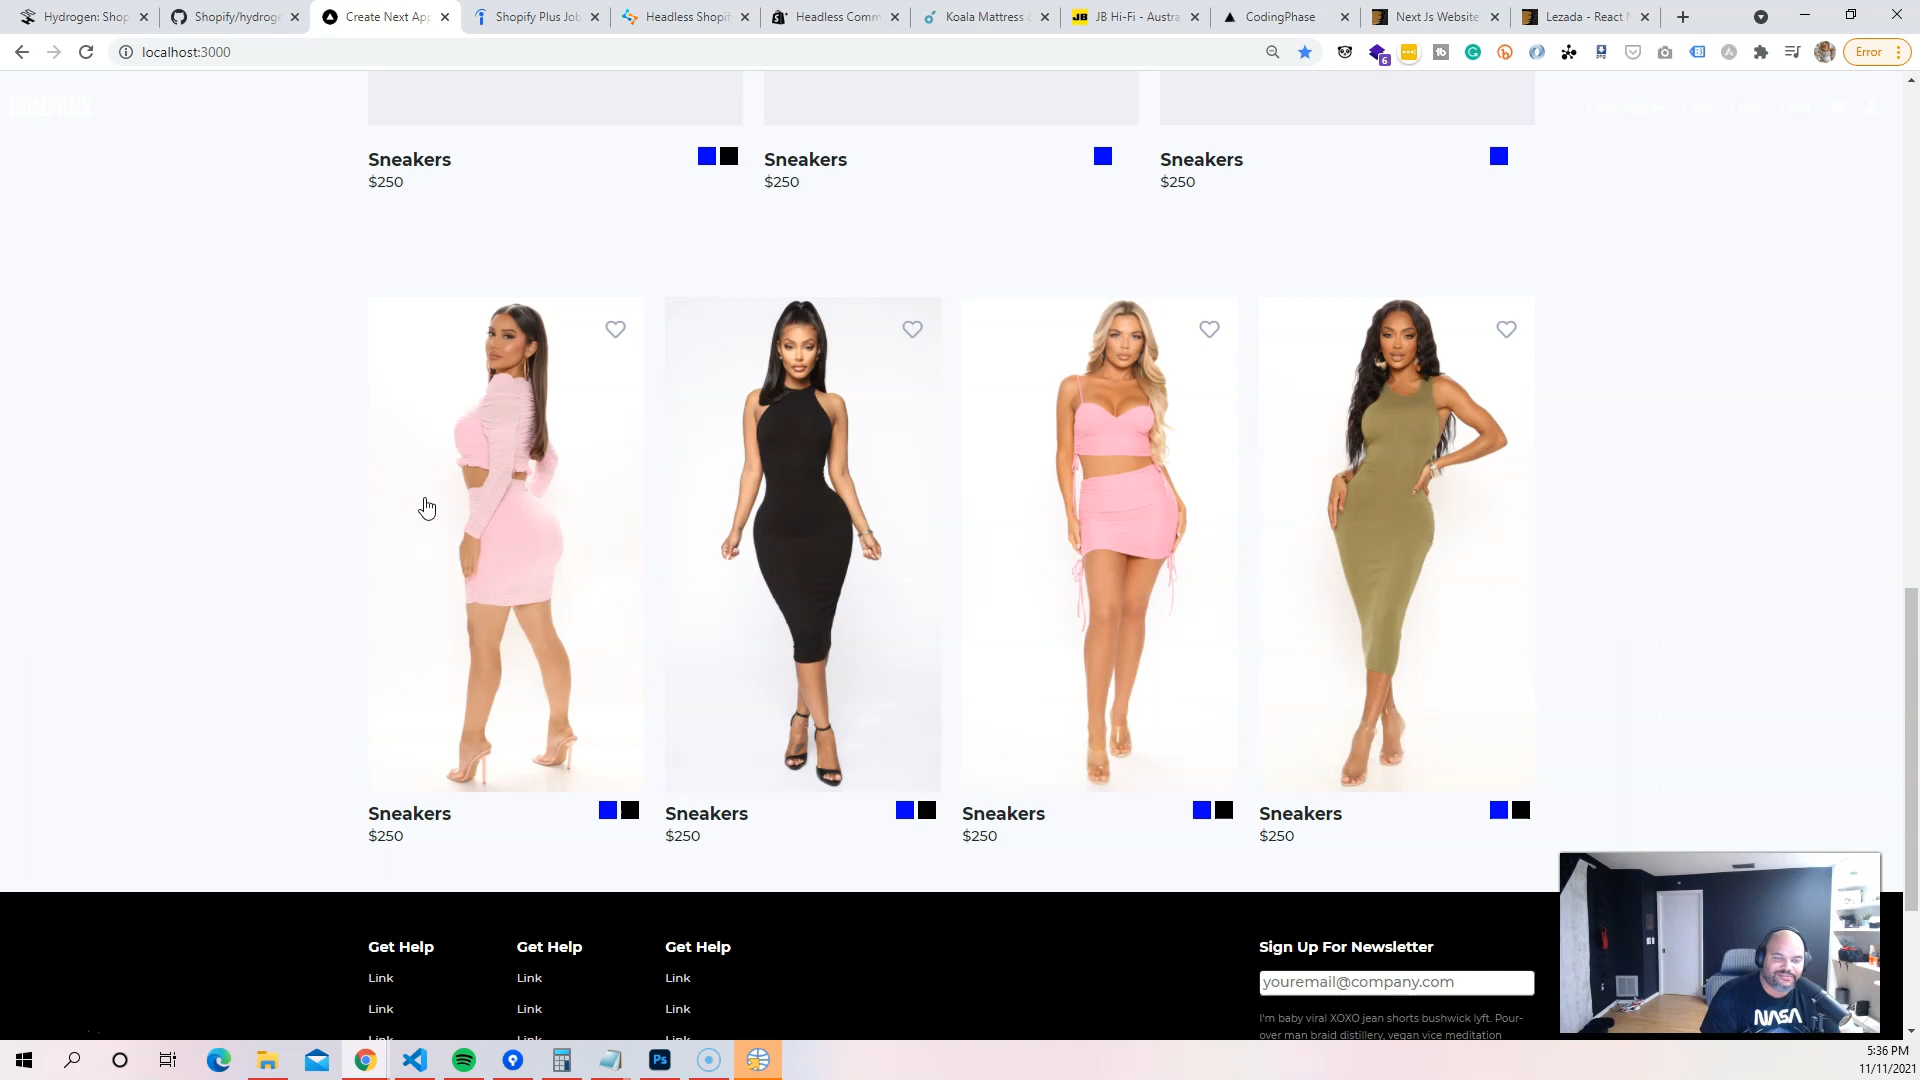 Hydrogen: Shop
Shopify/hydroge
Create Next App
Shopify Plus Job
Headless Shopif
Headless Comm
Koala Mattress
JB Hi-Fi - Austra
CodingPhase
Next Js Website
Lezada - React
localhost:3000
6
Error
COMPANY
Sneakers
$250
Sneakers
$250
Sneakers
$250
Sneakers
$250
Sneakers
$250
Sneakers
$250
Sneakers
$250
Get Help
Link
Link
Get Help
Link
Link
Get Help
Link
Link
Sign Up For Newsletter
youremail@company.com
I'm baby viral XOXO jean shorts bushwick lyft. Pour-
over man braid distillery, vegan vice meditation
NASA
Ps
5:36 PM
11/11/2021